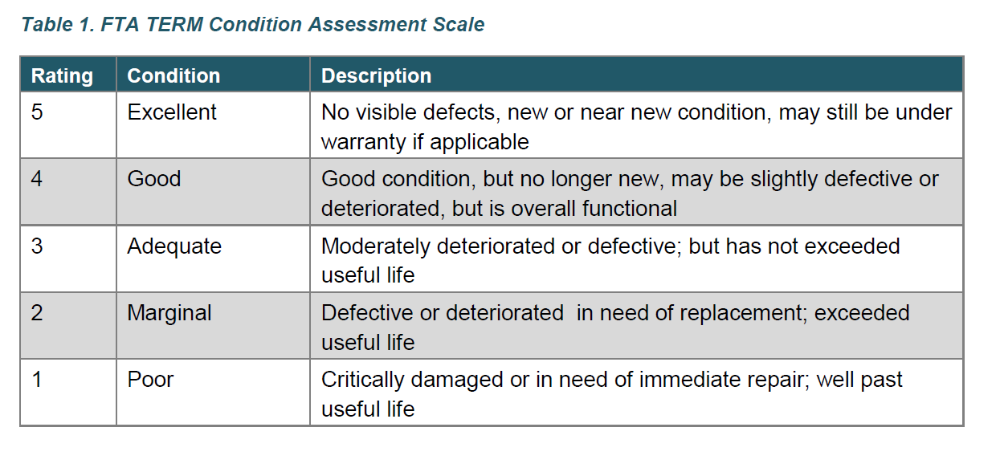 Table 1. FTA TERM Condition Assessment Scale
Rating Condition Description
5 Excellent No visible defects, new or near new condition, may still be under
warranty if applicable
4 Good Good condition, but no longer new, may be slightly defective or
deteriorated, but is overall functional
3 Adequate Moderately deteriorated or defective; but has not exceeded
useful life
2 Marginal Defective or deteriorated  in need of replacement; exceeded
useful life
1 Poor Critically damaged or in need of immediate repair; well past
useful life